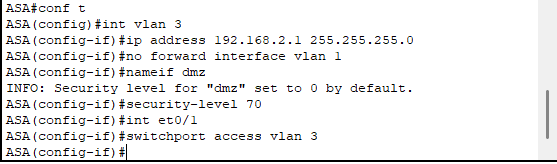 ASA#conf t
ASA(config)#int vlan 3
ASA(config-if)#ip address 192.168.2.1 255.255.255.0
ASA(config-if)#no forward interface vlan 1
ASA(config-if)#nameif dmz
INFO: Security level for "dmz" set to 0 by default.
ASA(config-if)#security-level 70
ASA(config-if)#int et0/1
ASA(config-if)#switchport access vlan 3
ASA(config-if)#